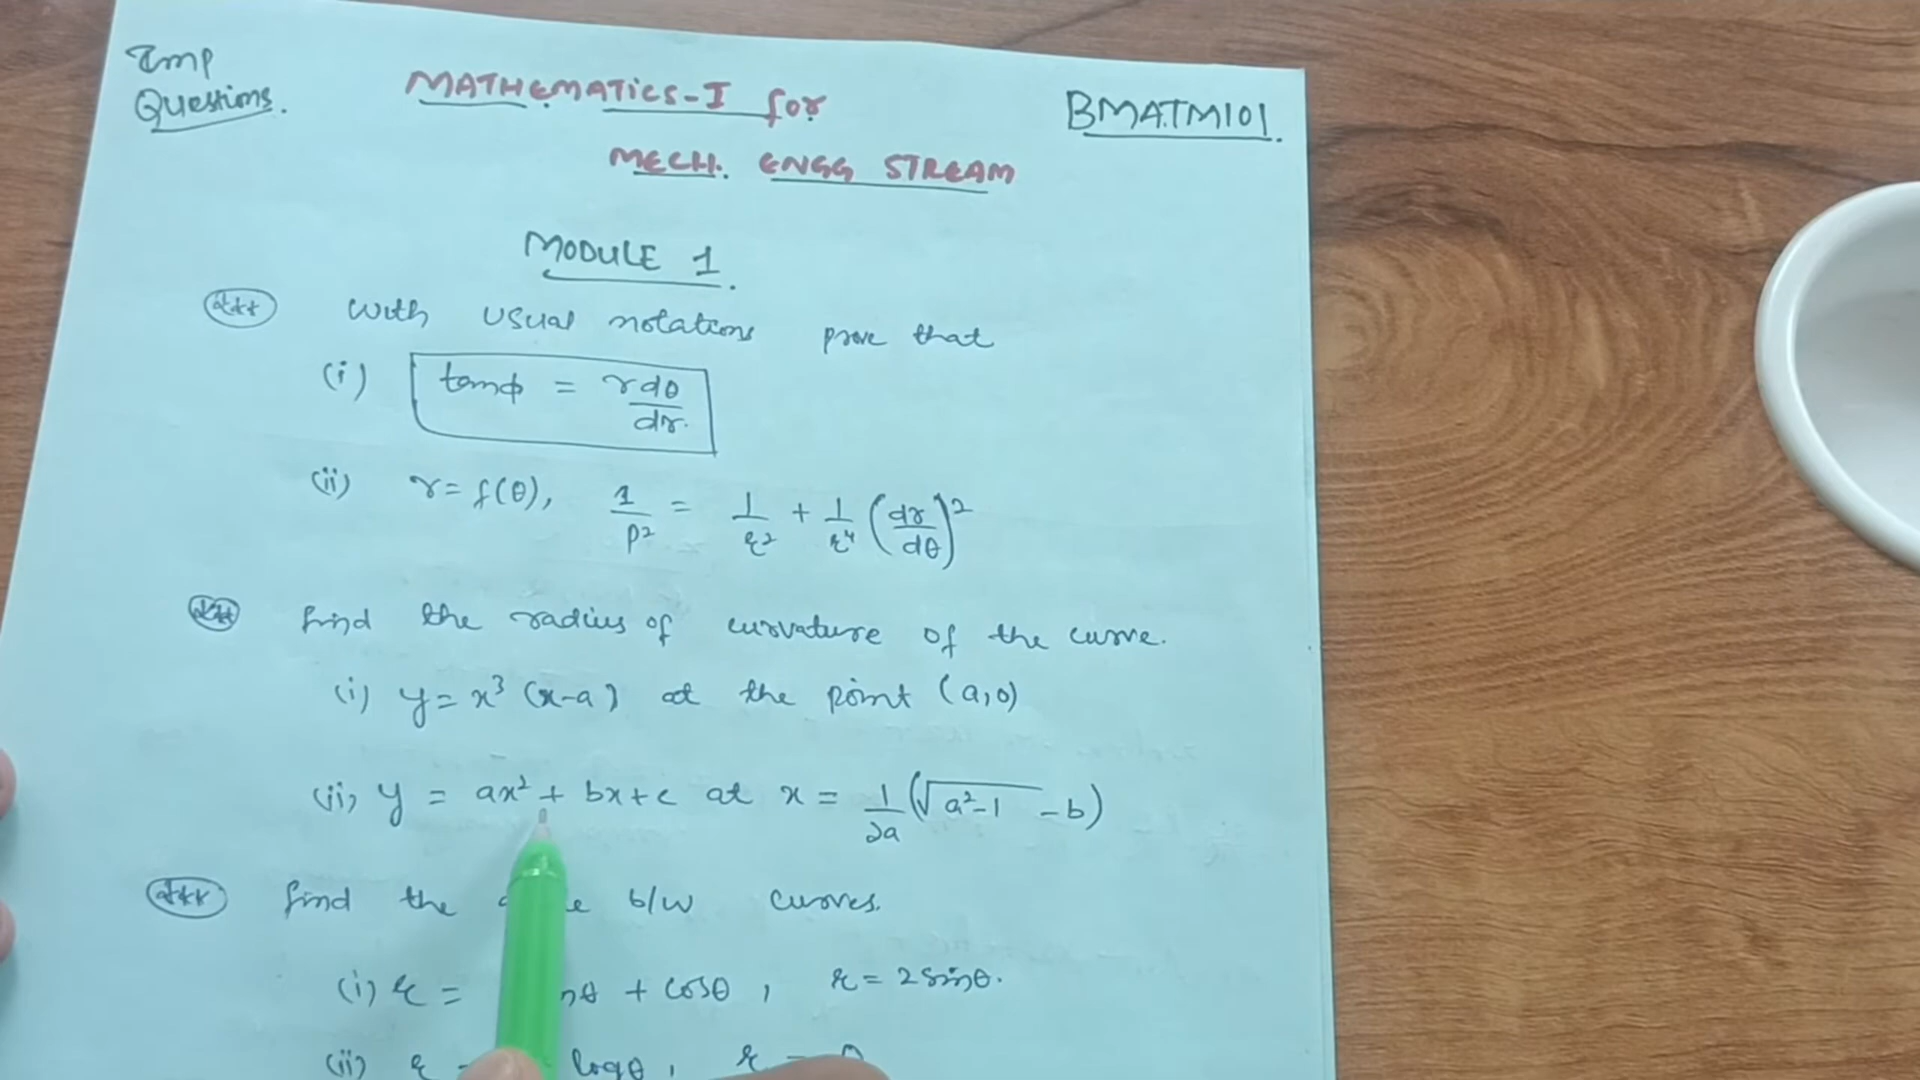 Imp
Questions.
MATHEMATICS-I for
MECH. ENGG STREAM
BMATM101.
MODULE 1.
*** with usual notations prove that
(i) tanϕ = rdθ/dr.
(ii) r= f(θ), 1/p² = 1/r² + 1/r⁴ (dr/dθ)²
find the radius of curvature of the curve.
(i) y= x³ (x-a) at the point (a,0)
(ii) y = ax² + bx+c at x = 1/2a (√a²-1 - b)
*** find the b/w curves.
(i) r = + cosθ, r= 2sinθ.
(ii) r logθ, r